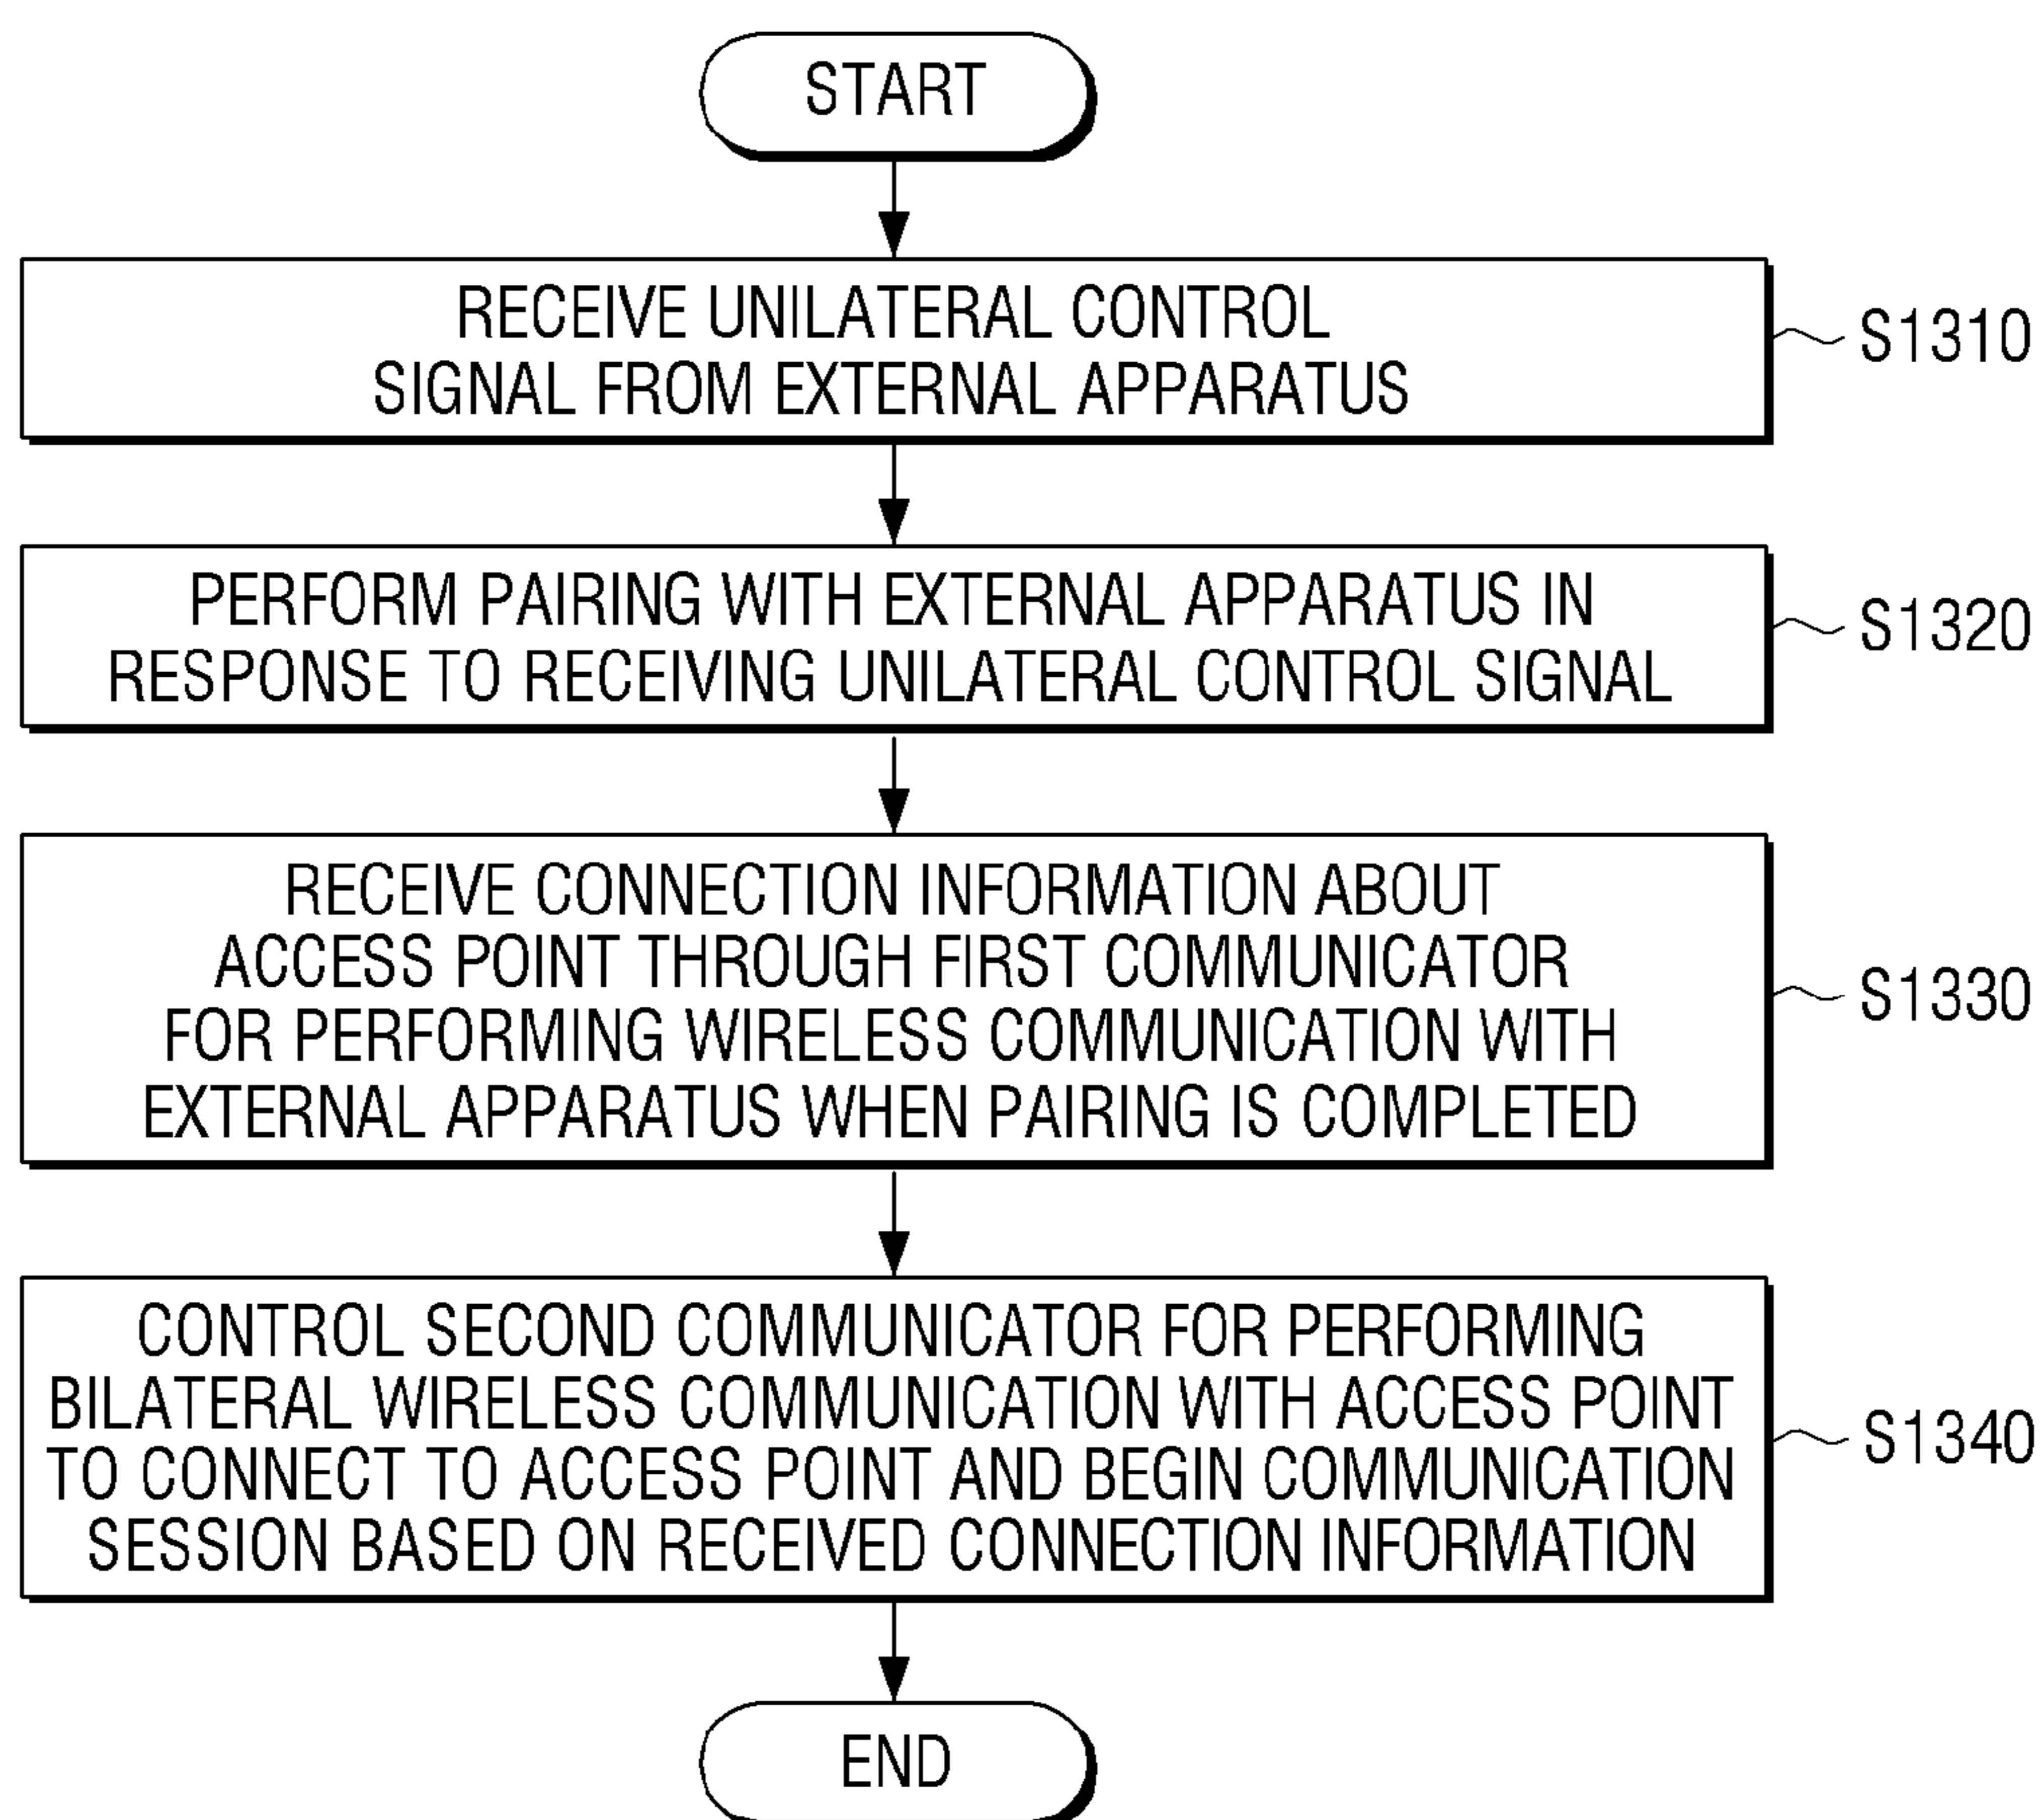 START
RECEIVE UNILATERAL CONTROL
SIGNAL FROM EXTERNAL APPARATUS
S1310
PERFORM PAIRING WITH EXTERNAL APPARATUS IN
RESPONSE TO RECEIVING UNILATERAL CONTROL SIGNAL
S1320
RECEIVE CONNECTION INFORMATION ABOUT
ACCESS POINT THROUGH FIRST COMMUNICATOR
FOR PERFORMING WIRELESS COMMUNICATION WITH
EXTERNAL APPARATUS WHEN PAIRING IS COMPLETED
S1330
CONTROL SECOND COMMUNICATOR FOR PERFORMING
BILATERAL WIRELESS COMMUNICATION WITH ACCESS POINT
TO CONNECT TO ACCESS POINT AND BEGIN COMMUNICATION
SESSION BASED ON RECEIVED CONNECTION INFORMATION
S1340
END